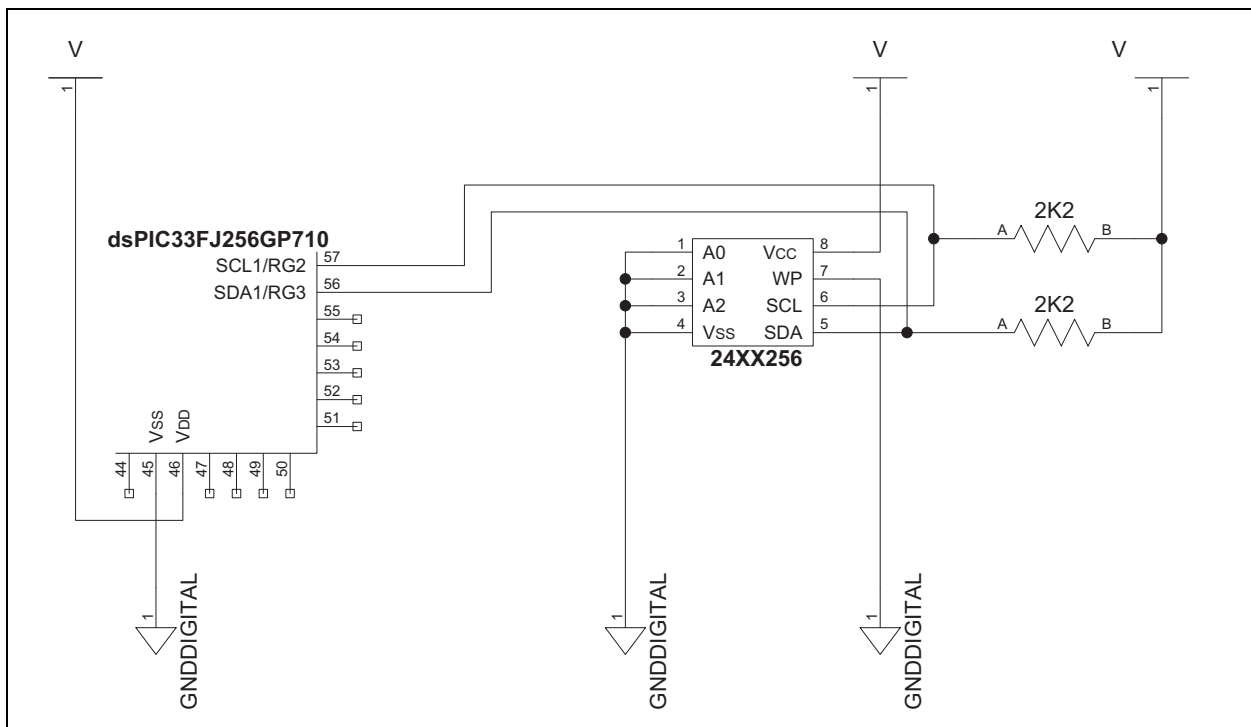 V
1
V
1
V
1
dsPIC33FJ256GP710
SCL1/RG2 57
SDA1/RG3 56
55
54
53
52
51
VSS
VDD
44
45
46
47
48
49
50
1 A0 VCC 8
2 A1 WP 7
3 A2 SCL 6
4 VSS SDA 5
24XX256
2K2
A B
2K2
A B
1
GNDDIGITAL
1
GNDDIGITAL
1
GNDDIGITAL